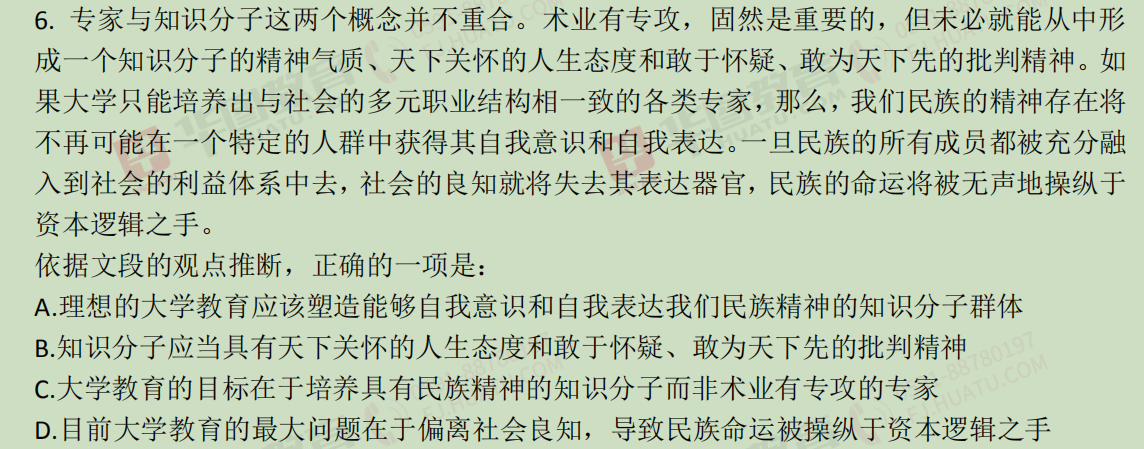 6. 专家与知识分子这两个概念并不重合。术业有专攻，固然是重要的，但未必就能从中形
成一个知识分子的精神气质、天下关怀的人生态度和敢于怀疑、敢为天下先的批判精神。如
果大学只能培养出与社会的多元职业结构相一致的各类专家，那么，我们民族的精神存在将
不再可能在一个特定的人群中获得其自我意识和自我表达。一旦民族的所有成员都被充分融
入到社会的利益体系中去，社会的良知就将失去其表达器官，民族的命运将被无声地操纵于
资本逻辑之手。
依据文段的观点推断，正确的一项是：
A.理想的大学教育应该塑造能够自我意识和自我表达我们民族精神的知识分子群体
B.知识分子应当具有天下关怀的人生态度和敢于怀疑、敢为天下先的批判精神
C.大学教育的目标在于培养具有民族精神的知识分子而非术业有专攻的专家
D.目前大学教育的最大问题在于偏离社会良知，导致民族命运被操纵于资本逻辑之手